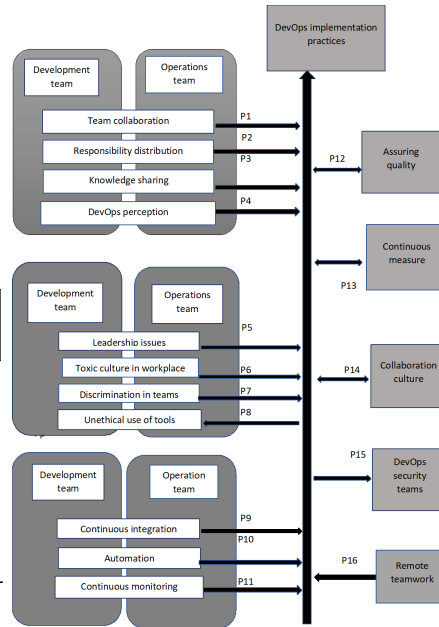 DevOps implementation
practices
Development
team
Operations
team
Team collaboration
P1
Responsibility distribution
P2
P3
Knowledge sharing
DevOps perception
P4
P12
Assuring
quality
Continuous
measure
P13
Development
team
Operations
team
P5
Leadership issues
Toxic culture in workplace
P6
Discrimination in teams
P7
Unethical use of tools
P8
P14
Collaboration
culture
P15
DevOps
security
teams
Development
team
Operation
team
Continuous integration
P9
P10
Automation
Continuous monitoring
P11
P16
Remote
teamwork